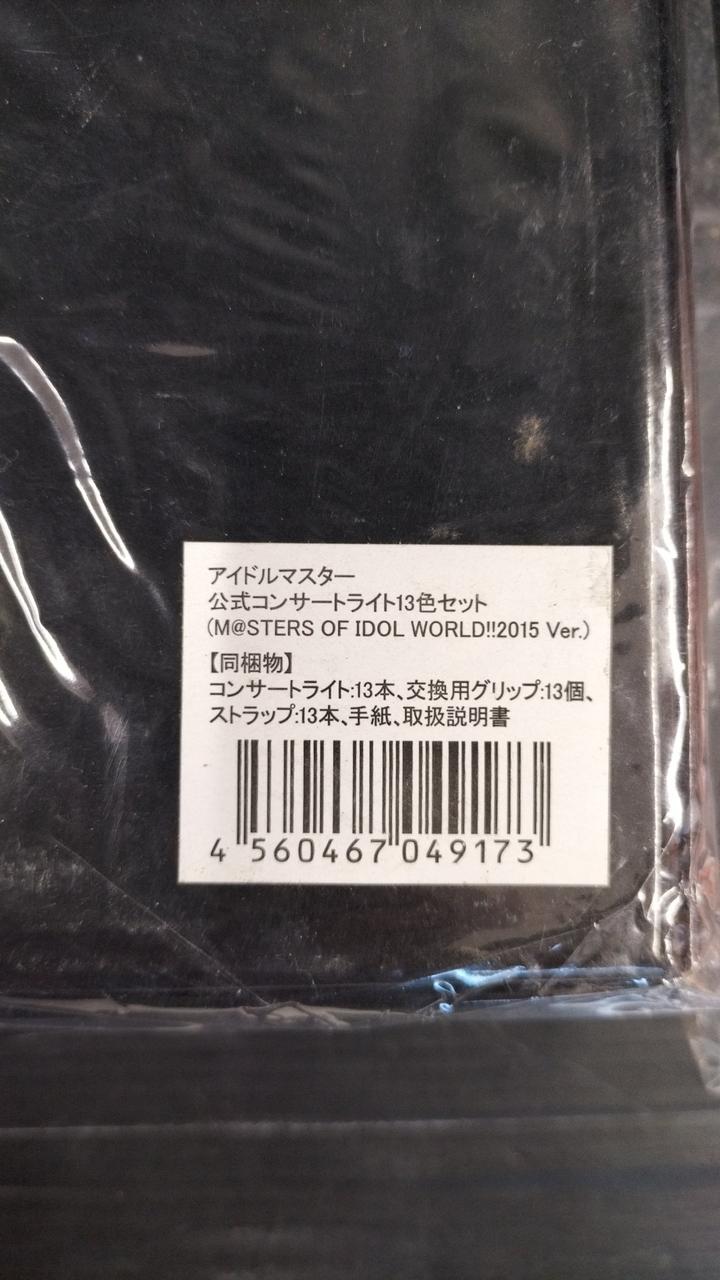 アイドルマスター
公式コンサートライト13色セット
(M@STERS OF IDOL WORLD!!2015 Ver.)
【同梱物】
コンサートライト:13本、交換用グリップ:13個、
ストラップ:13本、手紙、取扱説明書
4 560467 049173